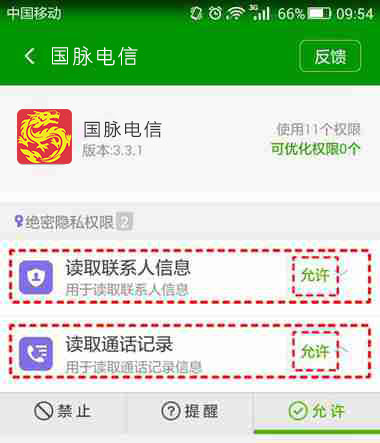 中国移动 3G 66% 09:54
国脉电信 反馈
国脉电信 使用11个权限
版本:3.3.1 可优化权限0个
绝密隐私权限 2
读取联系人信息 允许
用于读取联系人信息
读取通话记录 允许
用于读取通话记录信息
禁止 提醒 允许